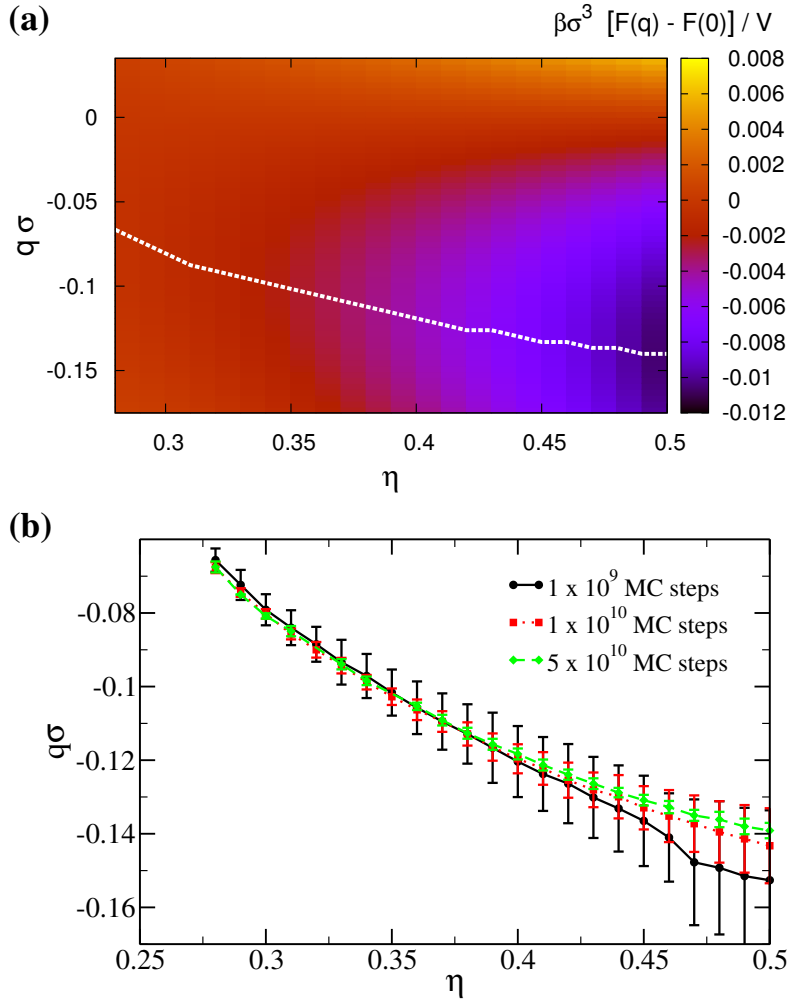 (a)
βσ³ [F(q) - F(0)] / V
0.008
0.006
0.004
0.002
0
-0.002
-0.004
-0.006
-0.008
-0.01
-0.012
0
-0.05
-0.1
-0.15
q σ
0.3 0.35 0.4 0.45 0.5
η
(b)
1 x 10⁹ MC steps
1 x 10¹⁰ MC steps
5 x 10¹⁰ MC steps
-0.08
-0.1
-0.12
-0.14
-0.16
qσ
0.25 0.3 0.35 0.4 0.45 0.5
η